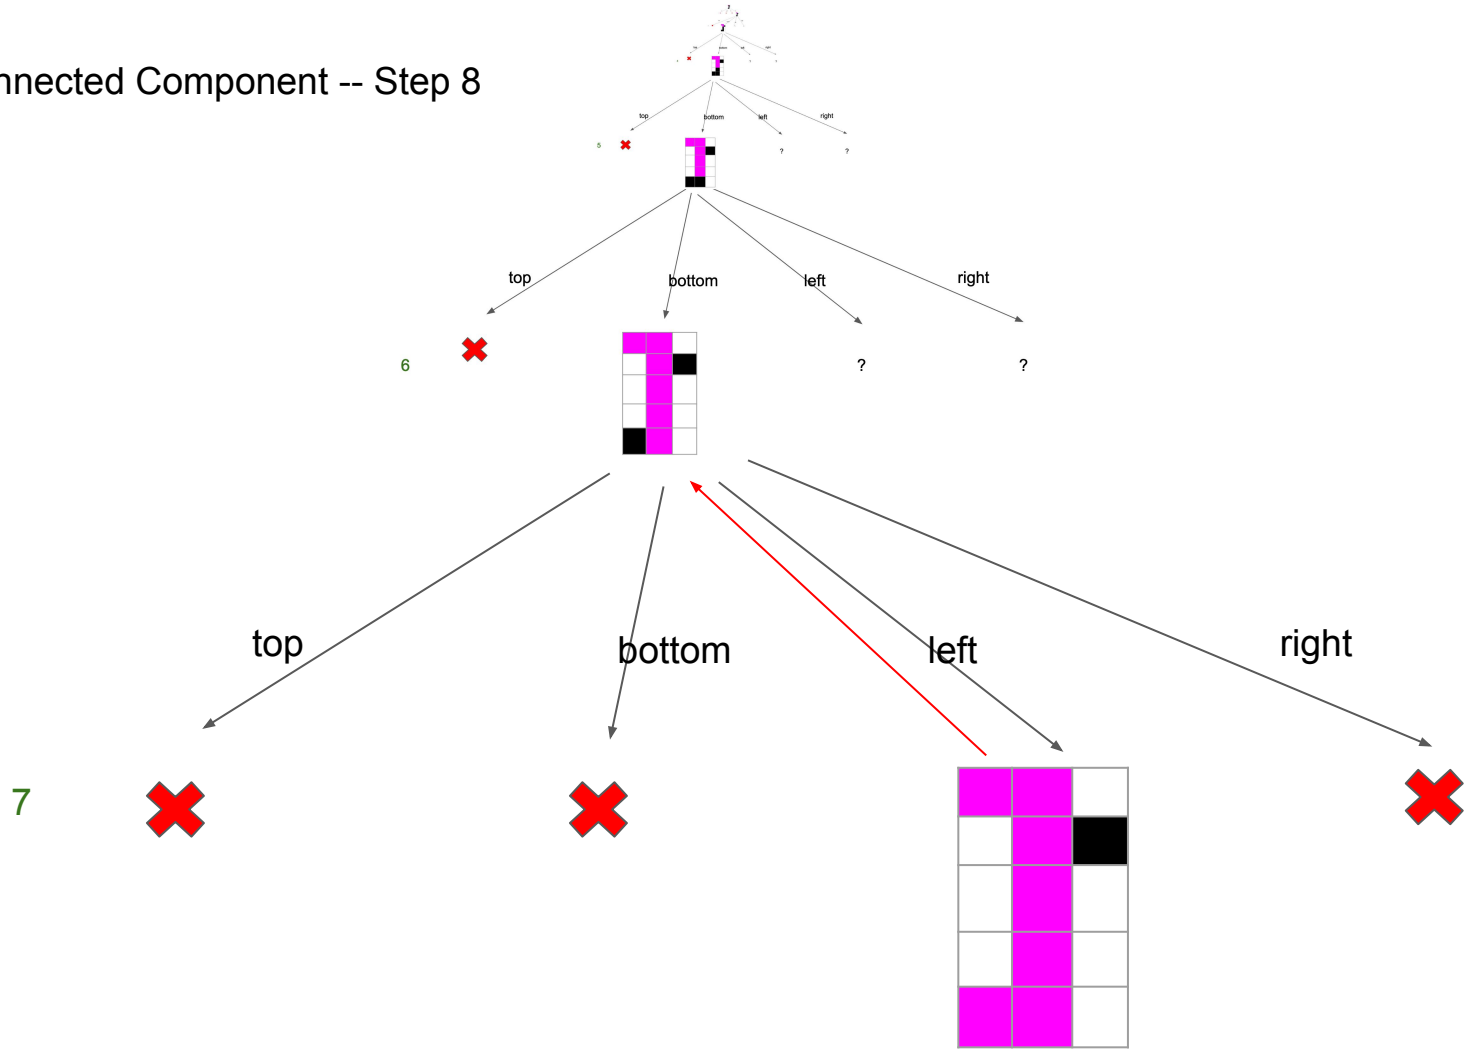 nnected Component -- Step 8
top bottom left right
5 ? ?
top bottom left right
6 ? ?
top bottom left right
7